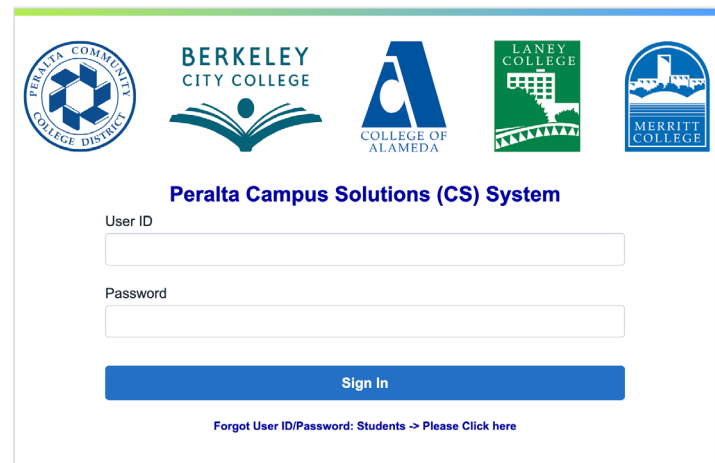 PERALTA COMMUNITY COLLEGE DISTRICT
BERKELEY
CITY COLLEGE
COLLEGE OF
ALAMEDA
LANEY
COLLEGE
MERRITT
COLLEGE
Peralta Campus Solutions (CS) System
User ID
Password
Sign In
Forgot User ID/Password: Students -> Please Click here